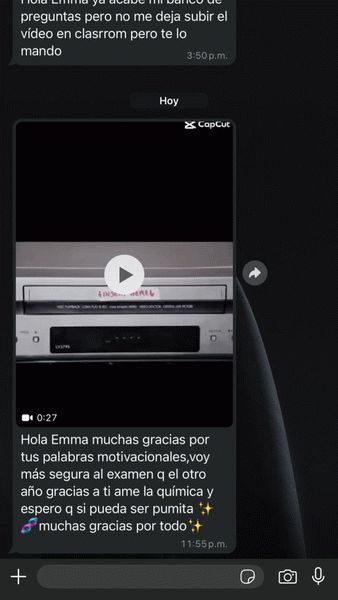 Hola Emma ya acabe mi banco de
preguntas pero no me deja subir el
vídeo en clasrrom pero te lo
mando
3:50 p.m.
Hoy
CapCut
LV3795
0:27
Hola Emma muchas gracias por
tus palabras motivacionales,voy
más segura al examen q el otro
año gracias a ti ame la química y
espero q si pueda ser pumita ✨
🧬muchas gracias por todo✨
11:55 p.m.